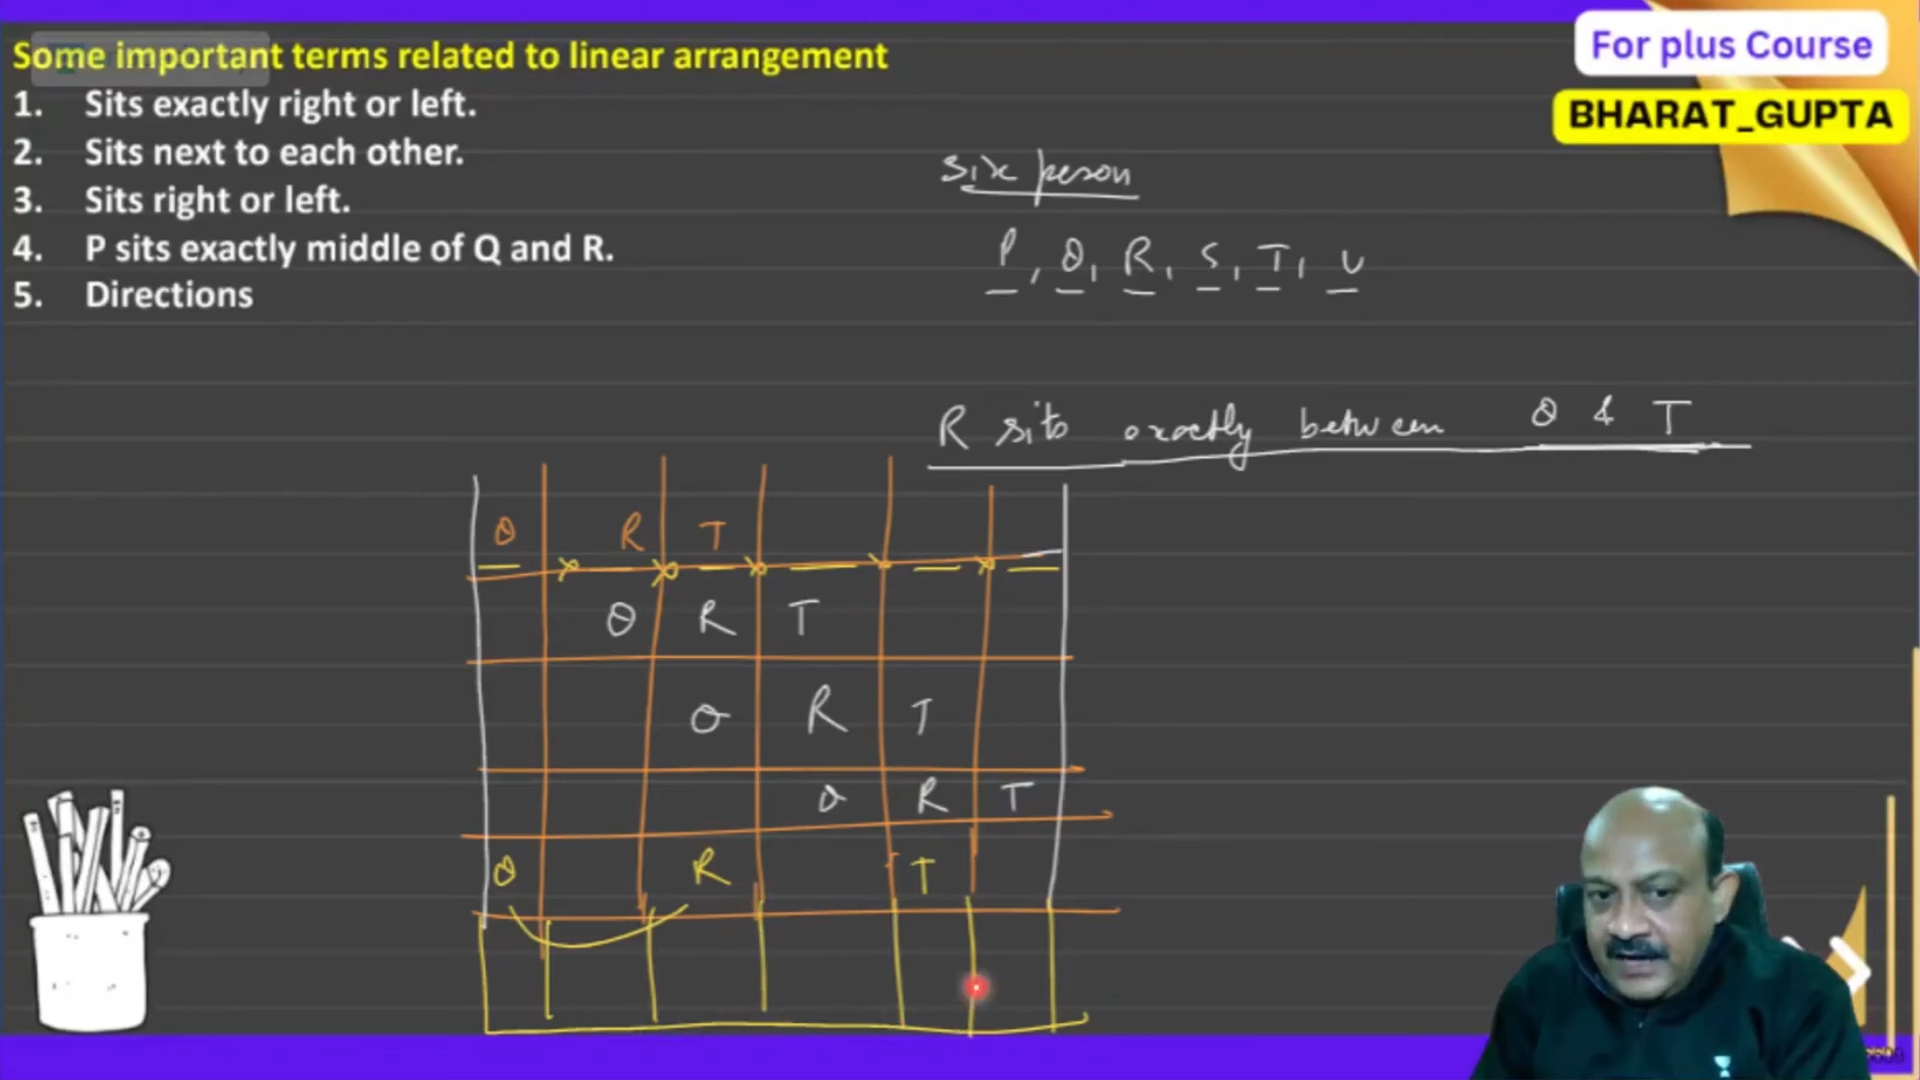 Some important terms related to linear arrangement
1. Sits exactly right or left.
2. Sits next to each other.
3. Sits right or left.
4. P sits exactly middle of Q and R.
5. Directions
For plus Course
BHARAT_GUPTA
six person
P, Q, R, S, T, U
R sits exactly between Q & T
Q R T
Q R T
Q R T
Q R T
Q R T